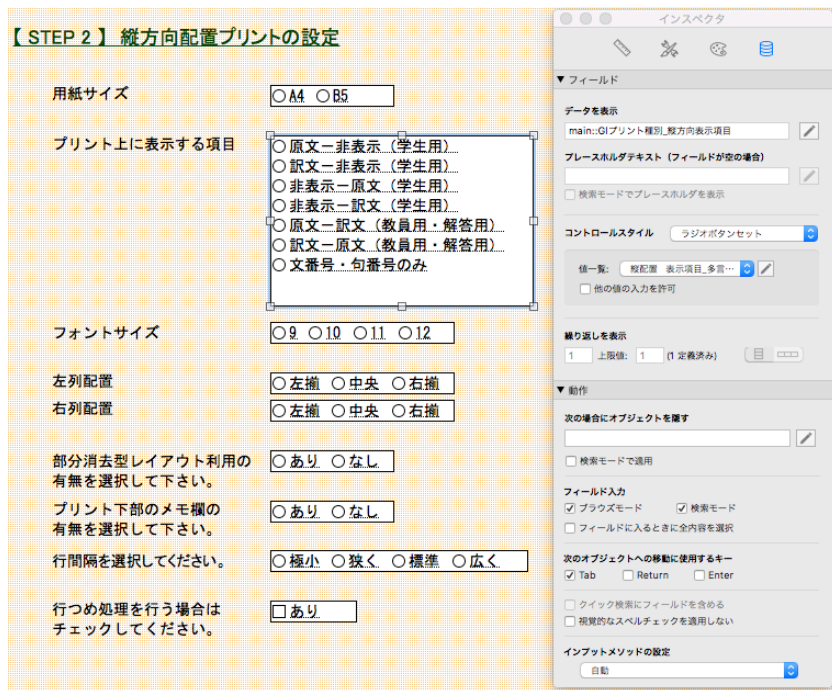 【 STEP 2 】 縦方向配置プリントの設定
用紙サイズ
A4 B5
プリント上に表示する項目
原文ー非表示（学生用）
訳文ー非表示（学生用）
非表示ー原文（学生用）
非表示ー訳文（学生用）
原文ー訳文（教員用・解答用）
訳文ー原文（教員用・解答用）
文番号・句番号のみ
フォントサイズ
9 10 11 12
左列配置
左揃 中央 右揃
右列配置
左揃 中央 右揃
部分消去型レイアウト利用の
有無を選択して下さい。
あり なし
プリント下部のメモ欄の
有無を選択して下さい。
あり なし
行間隔を選択してください。
極小 狭く 標準 広く
行つめ処理を行う場合は
チェックしてください。
あり
インスペクタ
フィールド
データを表示
main::GIプリント種別_縦方向表示項目
プレースホルダテキスト（フィールドが空の場合）
検索モードでプレースホルダを表示
コントロールスタイル ラジオボタンセット
値一覧: 縦配置 表示項目_多言…
他の値の入力を許可
繰り返しを表示
1 上限値: 1 (1 定義済み)
動作
次の場合にオブジェクトを隠す
検索モードで適用
フィールド入力
ブラウズモード 検索モード
フィールドに入るときに全内容を選択
次のオブジェクトへの移動に使用するキー
Tab Return Enter
クイック検索にフィールドを含める
視覚的なスペルチェックを適用しない
インプットメソッドの設定
自動